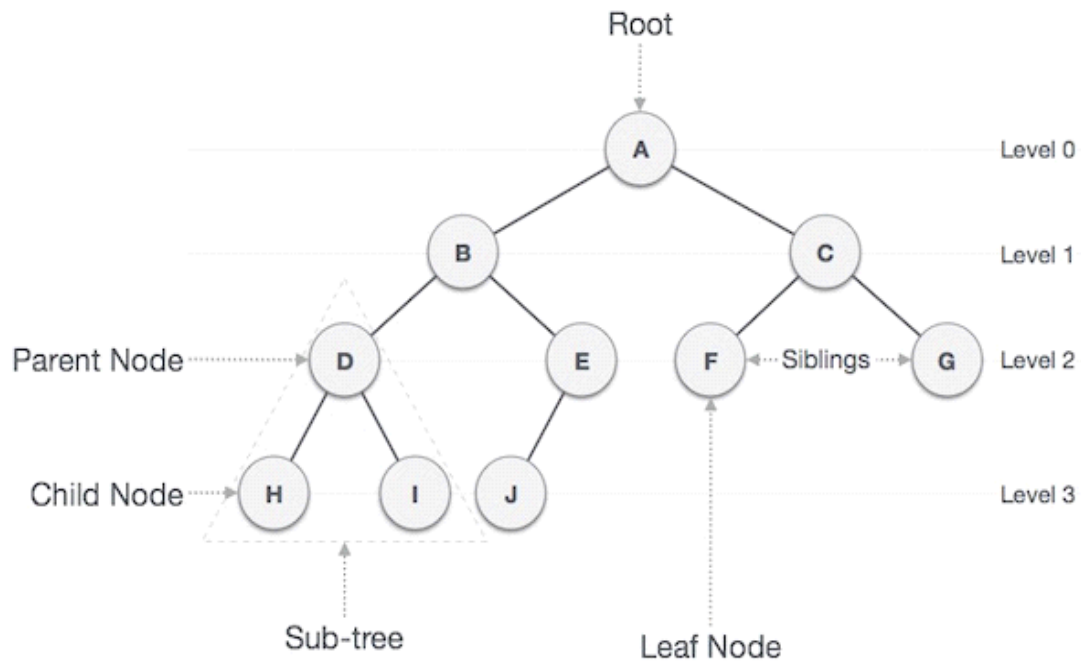 Root
A
Level 0
B
C
Level 1
Parent Node
D
E
F
Siblings
G
Level 2
Child Node
H
I
J
Level 3
Sub-tree
Leaf Node